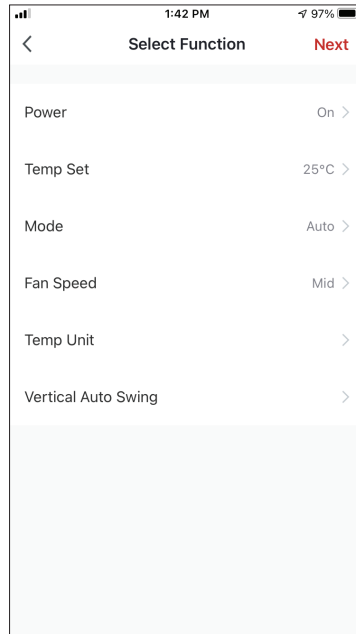 1:42 PM 97%
Select Function Next
Power On
Temp Set 25°C
Mode Auto
Fan Speed Mid
Temp Unit
Vertical Auto Swing